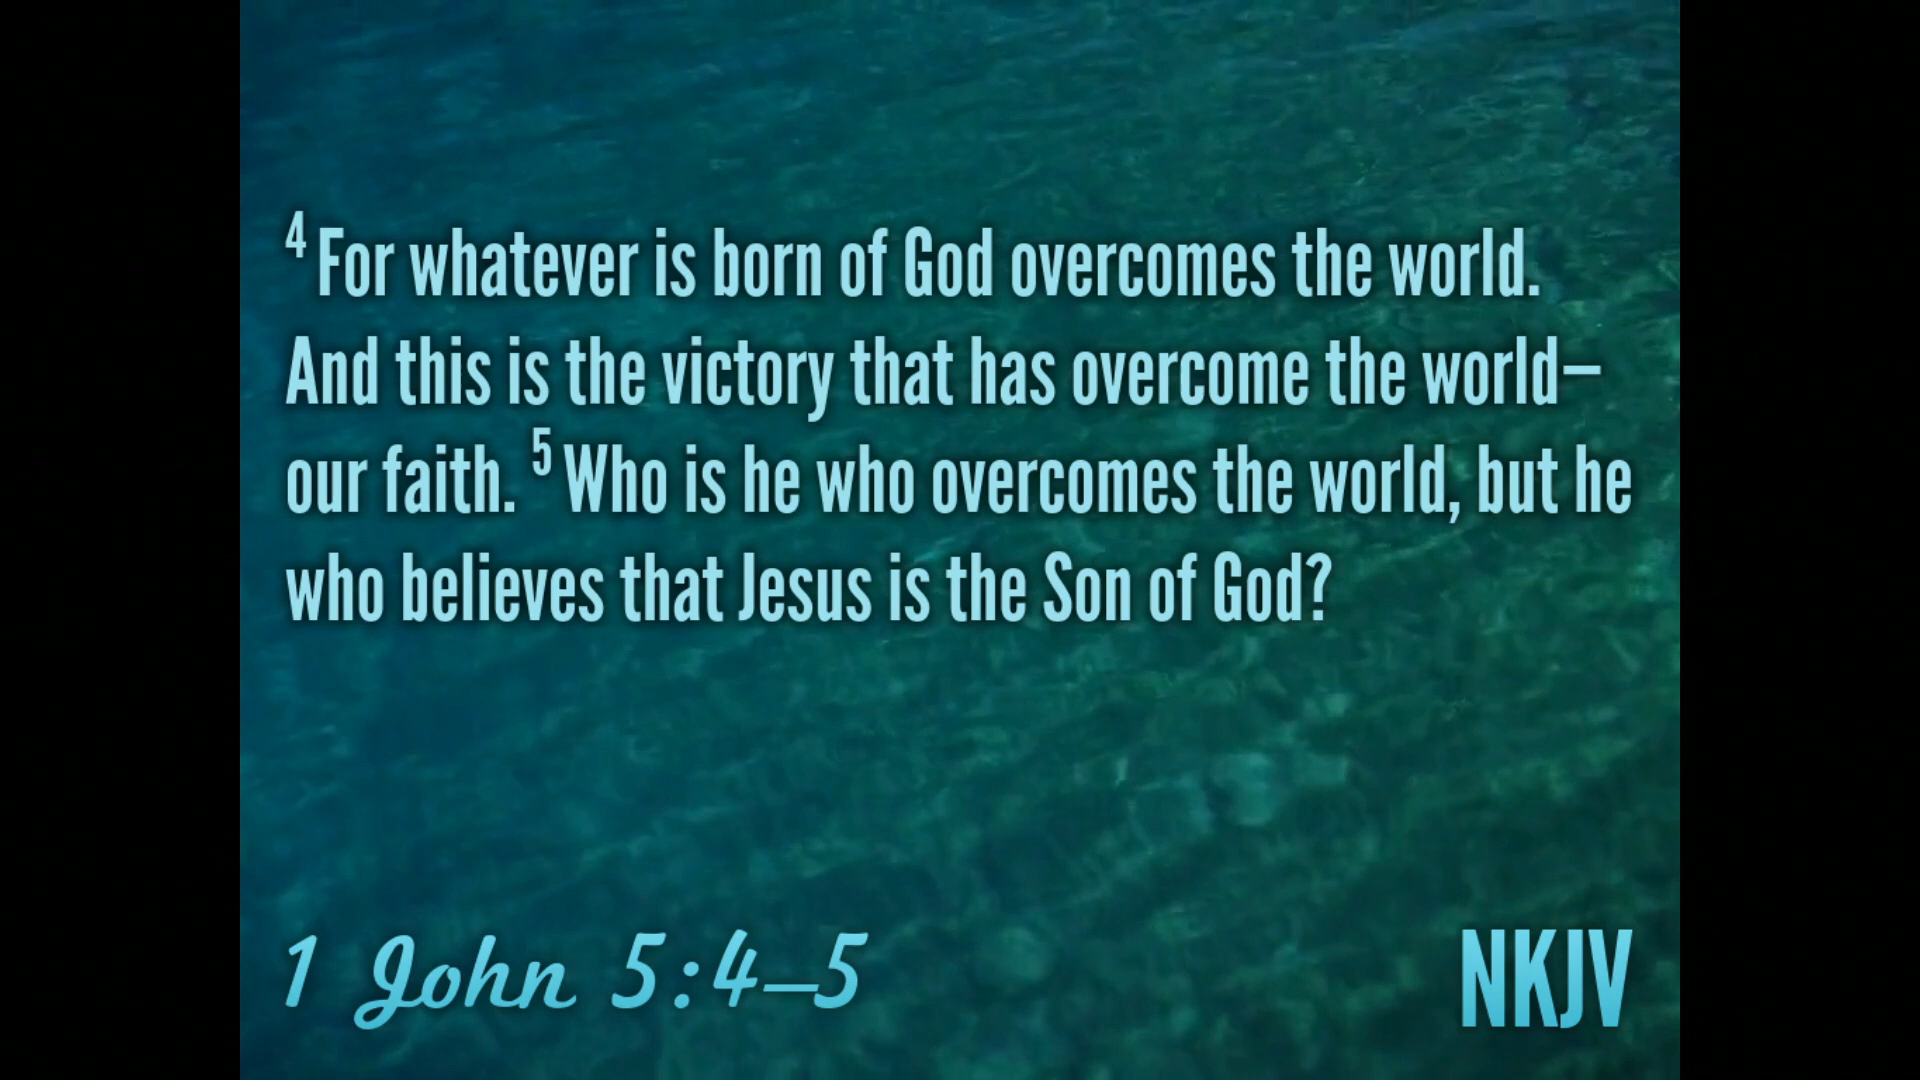 4 For whatever is born of God overcomes the world.
And this is the victory that has overcome the world—
our faith. 5 Who is he who overcomes the world, but he
who believes that Jesus is the Son of God?
1 John 5:4–5
NKJV